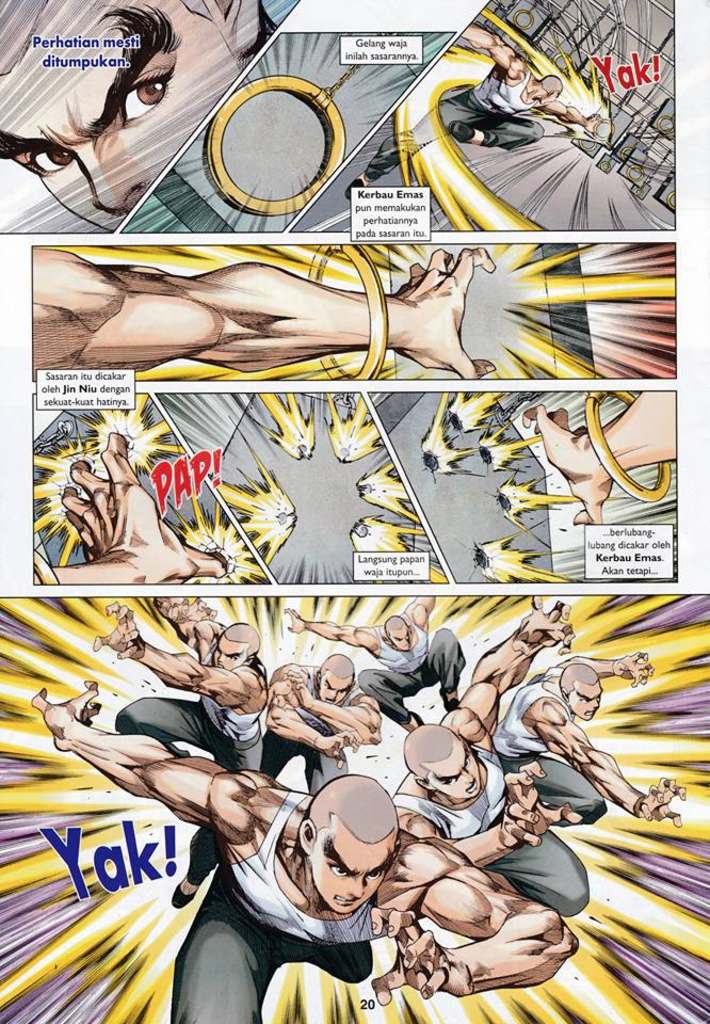 Perhatian mesti
ditumpukan.
Gelang waja
inilah sasarannya.
Yak!
Kerbau Emas
pun memakukan
perhatiannya
pada sasaran itu.
Sasaran itu dicakar
oleh Jin Niu dengan
sekuat-kuat hatinya.
PAP!
Langsung papan
waja itupun...
...berlubang-
lubang dicakar oleh
Kerbau Emas.
Akan tetapi...
Yak!
20